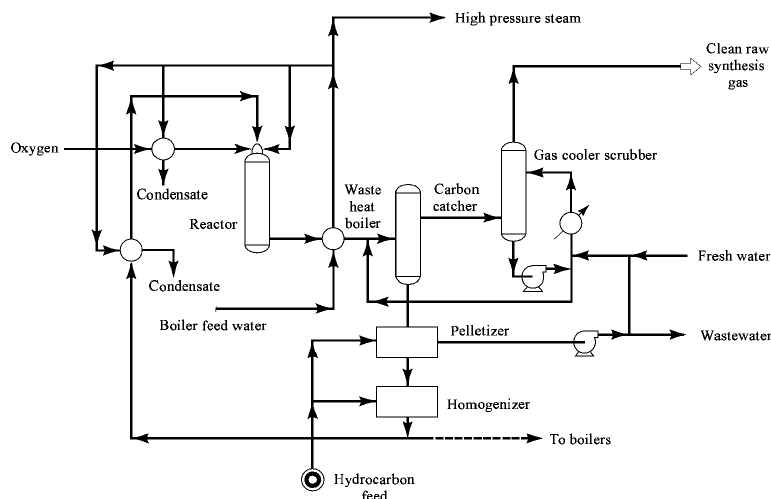 High pressure steam
Clean raw
synthesis
gas
Oxygen
Gas cooler scrubber
Condensate
Waste
heat
boiler
Carbon
catcher
Reactor
Fresh water
Condensate
Boiler feed water
Pelletizer
Wastewater
Homogenizer
To boilers
Hydrocarbon
feed